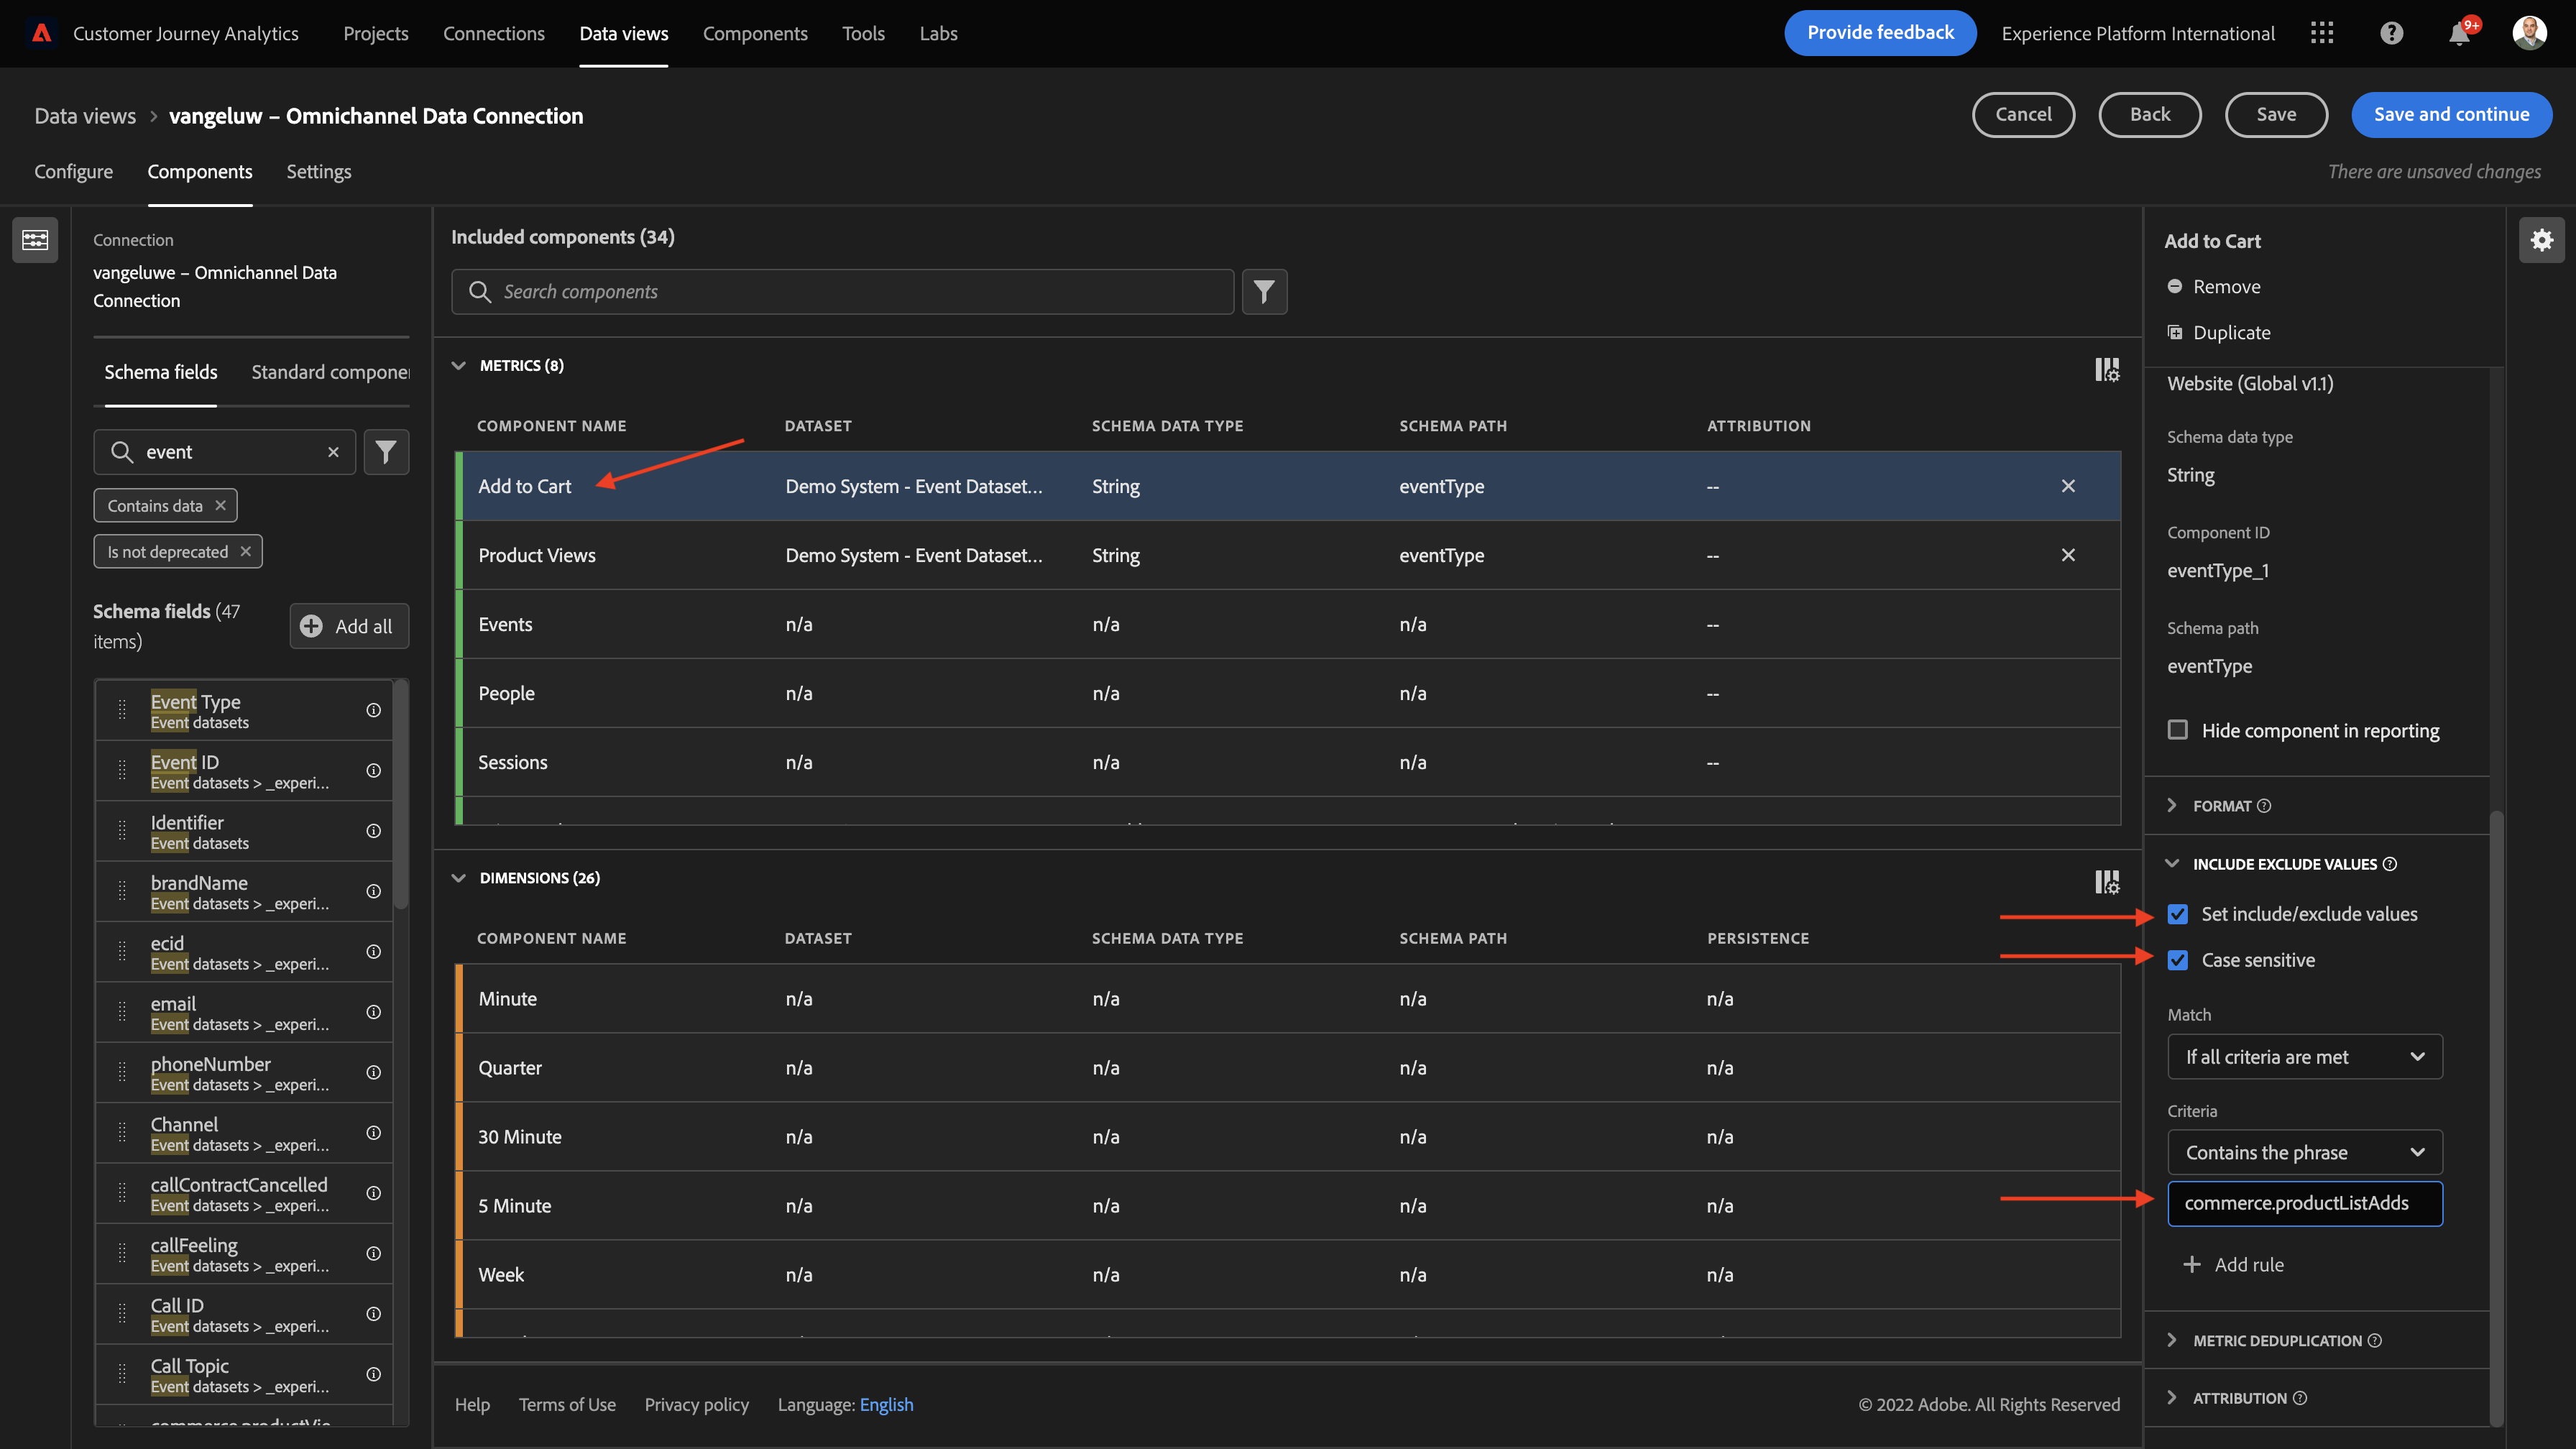 Customer Journey Analytics
Projects
Connections
Data views
Components
Tools
Labs
Provide feedback
Experience Platform International
9+
Data views > vangeluw – Omnichannel Data Connection
Cancel
Back
Save
Save and continue
Configure
Components
Settings
There are unsaved changes
Connection
vangeluwe – Omnichannel Data
Connection
Schema fields
Standard compone
event
Contains data
Is not deprecated
Schema fields (47
items)
Add all
Event Type
Event datasets
Event ID
Event datasets > _experi...
Identifier
Event datasets
brandName
Event datasets > _experi...
ecid
Event datasets > _experi...
email
Event datasets > _experi...
phoneNumber
Event datasets > _experi...
Channel
Event datasets > _experi...
callContractCancelled
Event datasets > _experi...
callFeeling
Event datasets > _experi...
Call ID
Event datasets > _experi...
Call Topic
Event datasets > _experi...
Included components (34)
Search components
METRICS (8)
COMPONENT NAME DATASET SCHEMA DATA TYPE SCHEMA PATH ATTRIBUTION
Add to Cart Demo System - Event Dataset... String eventType --
Product Views Demo System - Event Dataset... String eventType --
Events n/a n/a n/a --
People n/a n/a n/a --
Sessions n/a n/a n/a --
DIMENSIONS (26)
COMPONENT NAME DATASET SCHEMA DATA TYPE SCHEMA PATH PERSISTENCE
Minute n/a n/a n/a n/a
Quarter n/a n/a n/a n/a
30 Minute n/a n/a n/a n/a
5 Minute n/a n/a n/a n/a
Week n/a n/a n/a n/a
Help
Terms of Use
Privacy policy
Language: English
© 2022 Adobe. All Rights Reserved
Add to Cart
Remove
Duplicate
Website (Global v1.1)
Schema data type
String
Component ID
eventType_1
Schema path
eventType
Hide component in reporting
FORMAT
INCLUDE EXCLUDE VALUES
Set include/exclude values
Case sensitive
Match
If all criteria are met
Criteria
Contains the phrase
commerce.productListAdds
Add rule
METRIC DEDUPLICATION
ATTRIBUTION